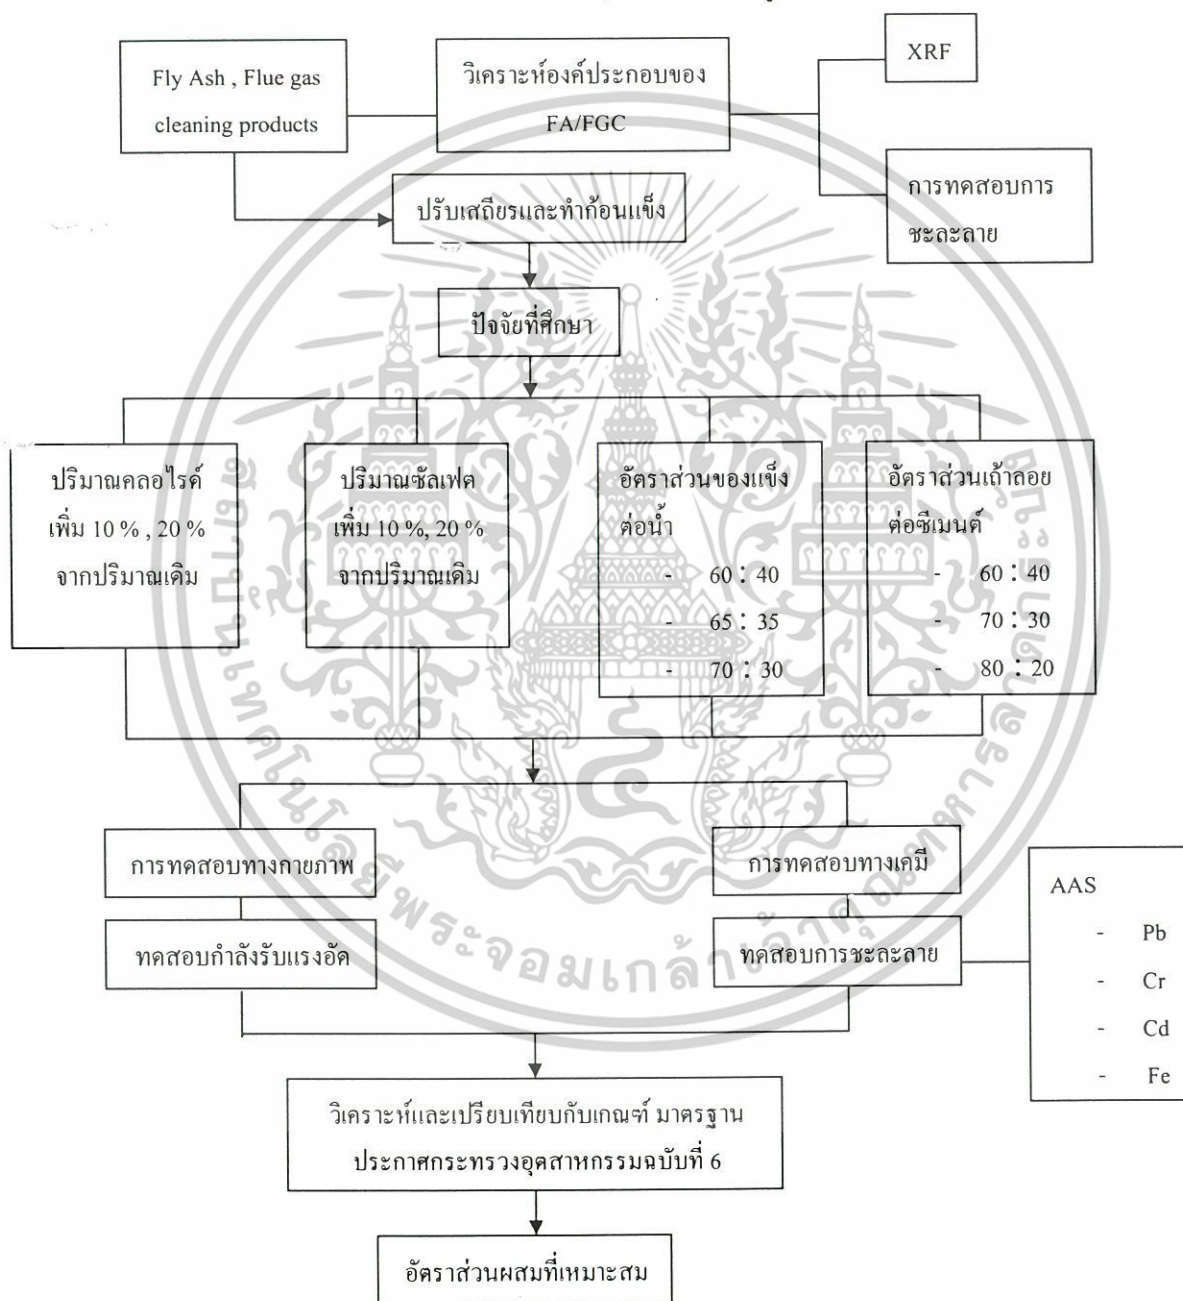 Fly Ash , Flue gas
cleaning products
วิเคราะห์องค์ประกอบของ
FA/FGC
XRF
การทดสอบการ
ชะละลาย
ปรับเสถียรและทำก้อนแข็ง
ปัจจัยที่ศึกษา
ปริมาณคลอไรด์
เพิ่ม 10 % , 20 %
จากปริมาณเดิม
ปริมาณซัลเฟต
เพิ่ม 10 %, 20 %
จากปริมาณเดิม
อัตราส่วนของแข็ง
ต่อน้ำ
- 60 : 40
- 65 : 35
- 70 : 30
อัตราส่วนเถ้าลอย
ต่อซีเมนต์
- 60 : 40
- 70 : 30
- 80 : 20
การทดสอบทางกายภาพ
ทดสอบกำลังรับแรงอัด
การทดสอบทางเคมี
ทดสอบการชะละลาย
AAS
- Pb
- Cr
- Cd
- Fe
วิเคราะห์และเปรียบเทียบกับเกณฑ์ มาตรฐาน
ประกาศกระทรวงอุตสาหกรรมฉบับที่ 6
อัตราส่วนผสมที่เหมาะสม